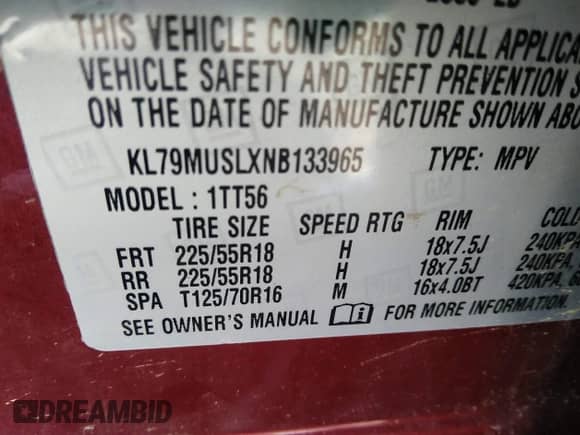 THIS VEHICLE CONFORMS TO ALL
VEHICLE SAFETY AND THEFT PREVENTION
ON THE DATE OF MANUFACTURE SHOWN
KL79MUSLXNB133965 TYPE: MPV
MODEL : 1TT56
TIRE SIZE SPEED RTG RIM
FRT 225/55R18 H 18x7.5J 240KPA
RR 225/55R18 H 18x7.5J 240KPA,
SPA T125/70R16 M 16x4.0BT 420KPA,
SEE OWNER'S MANUAL FOR MORE INFORMATION.
DREAMBID